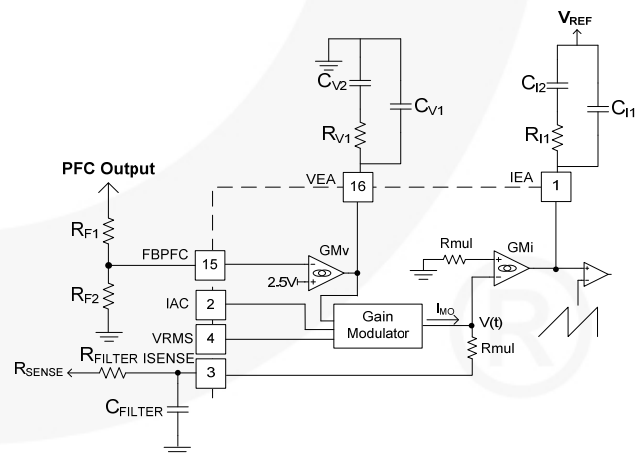 VREF
CV2
CV1
RV1
CI2
CI1
RI1
PFC Output
VEA
16
IEA
1
RF1
FBPFC
15
GMv
2.5V
Rmul
GMi
RF2
IAC
2
VRMS
4
Gain
Modulator
IMO
V(t)
Rmul
RSENSE
RFILTER
ISENSE
3
CFILTER
R